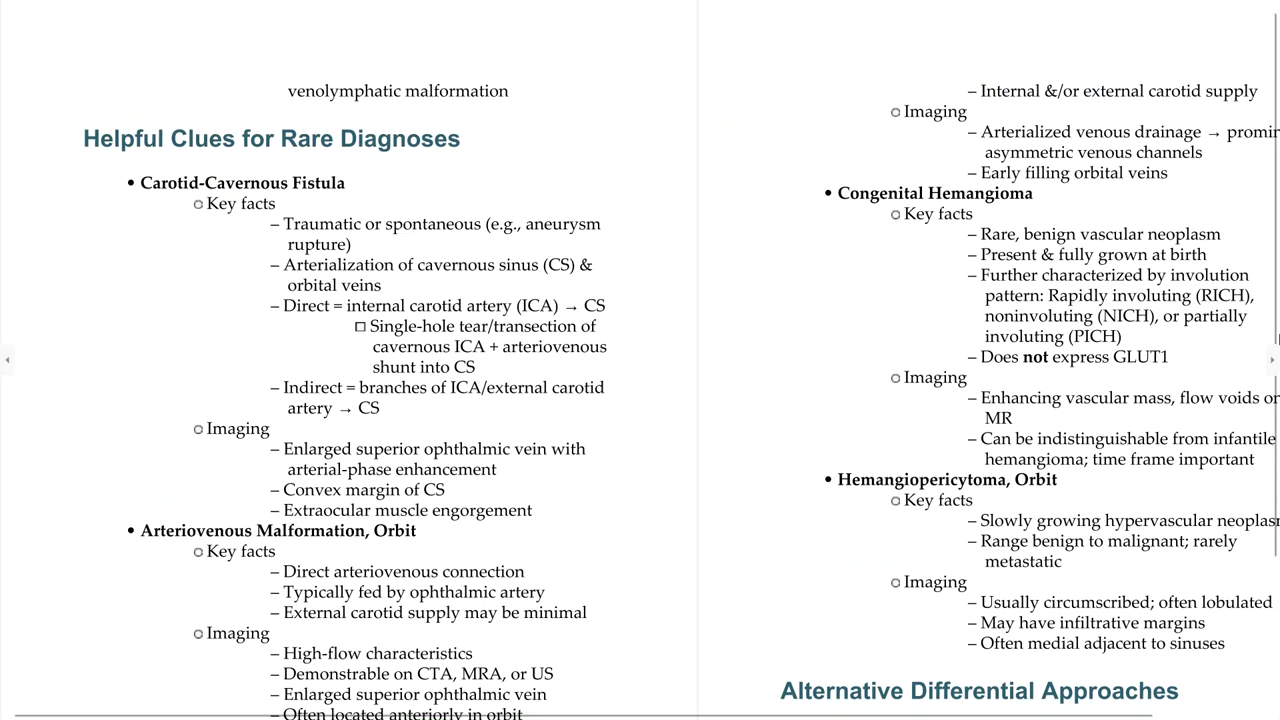 venolymphatic malformation
Helpful Clues for Rare Diagnoses
• Carotid-Cavernous Fistula
○ Key facts
– Traumatic or spontaneous (e.g., aneurysm
rupture)
– Arterialization of cavernous sinus (CS) &
orbital veins
– Direct = internal carotid artery (ICA) → CS
□ Single-hole tear/transection of
cavernous ICA + arteriovenous
shunt into CS
– Indirect = branches of ICA/external carotid
artery → CS
○ Imaging
– Enlarged superior ophthalmic vein with
arterial-phase enhancement
– Convex margin of CS
– Extraocular muscle engorgement
• Arteriovenous Malformation, Orbit
○ Key facts
– Direct arteriovenous connection
– Typically fed by ophthalmic artery
– External carotid supply may be minimal
○ Imaging
– High-flow characteristics
– Demonstrable on CTA, MRA, or US
– Enlarged superior ophthalmic vein
– Often located anteriorly in orbit
– Internal &/or external carotid supply
○ Imaging
– Arterialized venous drainage →
asymmetric venous channels
– Early filling orbital veins
• Congenital Hemangioma
○ Key facts
– Rare, benign vascular neoplasm
– Present & fully grown at birth
– Further characterized by involution
pattern: Rapidly involuting (RICH),
noninvoluting (NICH), or partially
involuting (PICH)
– Does not express GLUT1
○ Imaging
– Enhancing vascular mass, flow voids
MR
– Can be indistinguishable from infantile
hemangioma; time frame important
• Hemangiopericytoma, Orbit
○ Key facts
– Slowly growing hypervascular
– Range benign to malignant; rarely
metastatic
○ Imaging
– Usually circumscribed; often lobulated
– May have infiltrative margins
– Often medial adjacent to sinuses
Alternative Differential Approaches